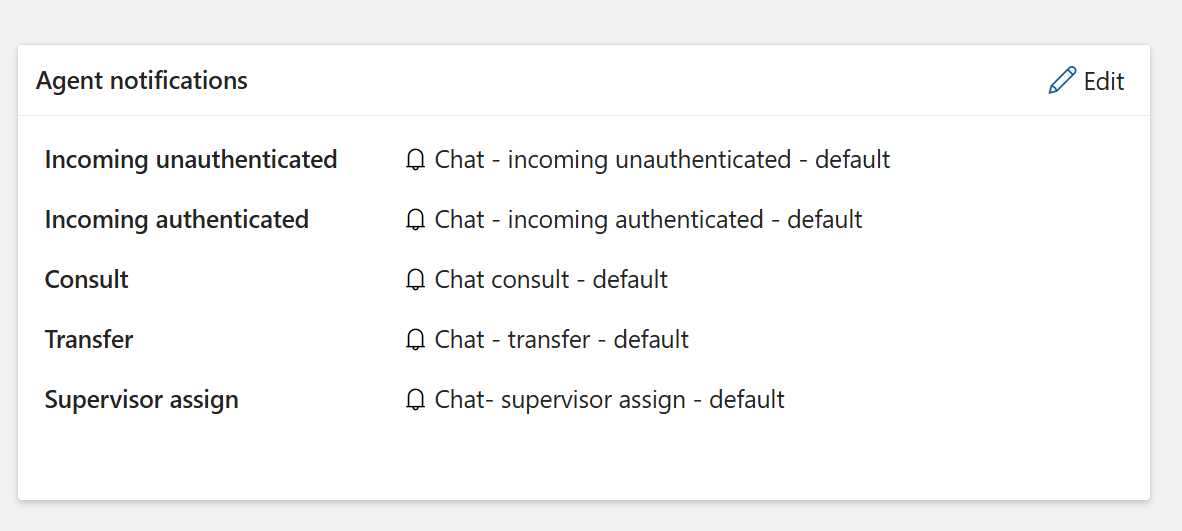 Agent notifications Edit
Incoming unauthenticated Chat - incoming unauthenticated - default
Incoming authenticated Chat - incoming authenticated - default
Consult Chat consult - default
Transfer Chat - transfer - default
Supervisor assign Chat- supervisor assign - default